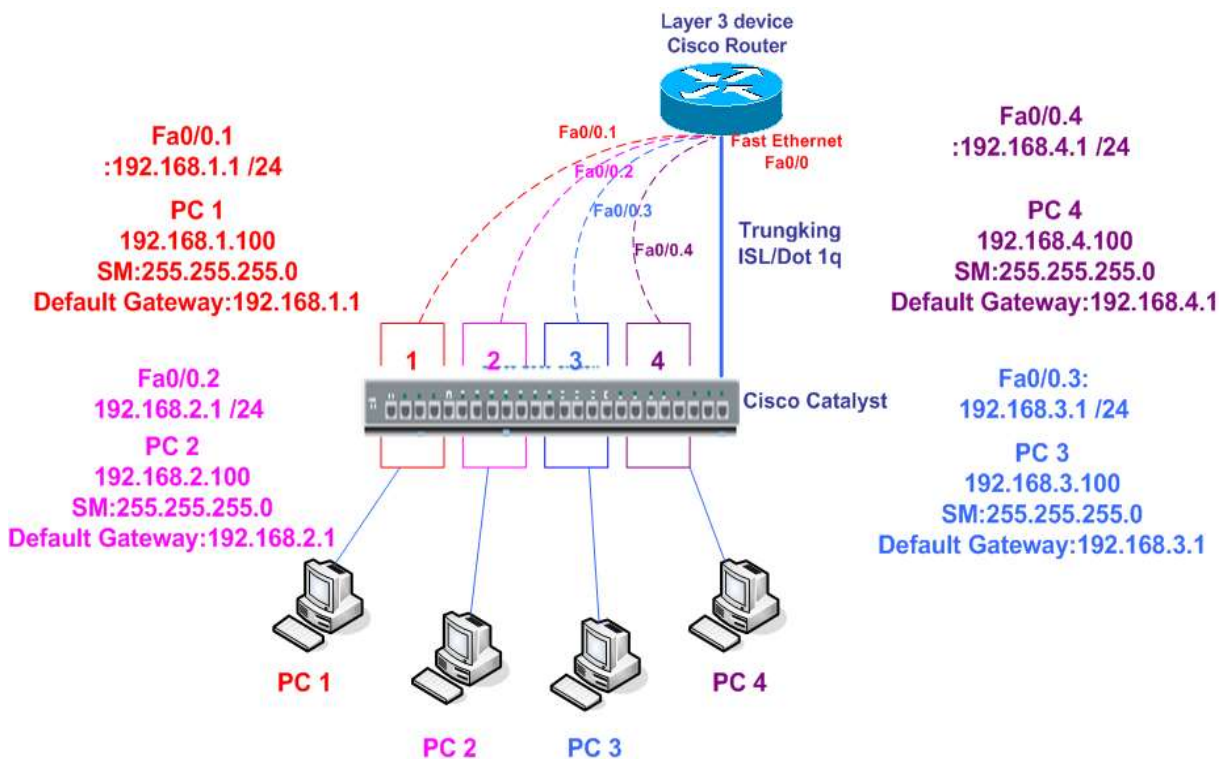 Layer 3 device
Cisco Router
Fa0/0.1
:192.168.1.1 /24
PC 1
192.168.1.100
SM:255.255.255.0
Default Gateway:192.168.1.1
Fa0/0.1
Fa0/0.2
Fa0/0.3
Fa0/0.4
Fast Ethernet
Fa0/0
Trungking
ISL/Dot 1q
Fa0/0.4
:192.168.4.1 /24
PC 4
192.168.4.100
SM:255.255.255.0
Default Gateway:192.168.4.1
1
2
3
4
Cisco Catalyst
Fa0/0.2
192.168.2.1 /24
PC 2
192.168.2.100
SM:255.255.255.0
Default Gateway:192.168.2.1
Fa0/0.3:
192.168.3.1 /24
PC 3
192.168.3.100
SM:255.255.255.0
Default Gateway:192.168.3.1
PC 1
PC 2
PC 3
PC 4